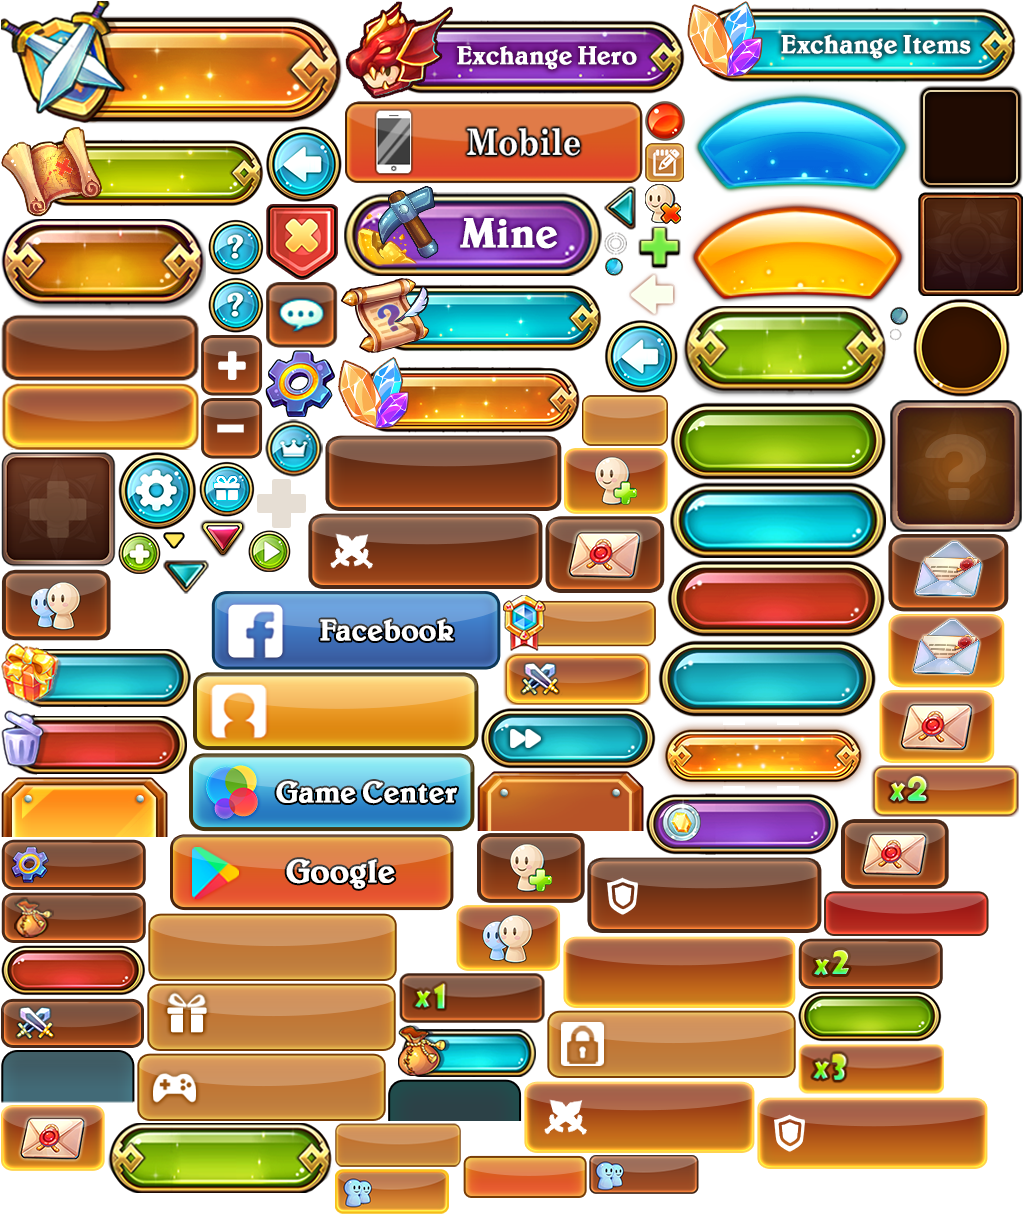 Exchange Hero
Exchange Items
Mobile
Mine
?
?
?
?
Facebook
Game Center
x2
Google
x2
x1
x3